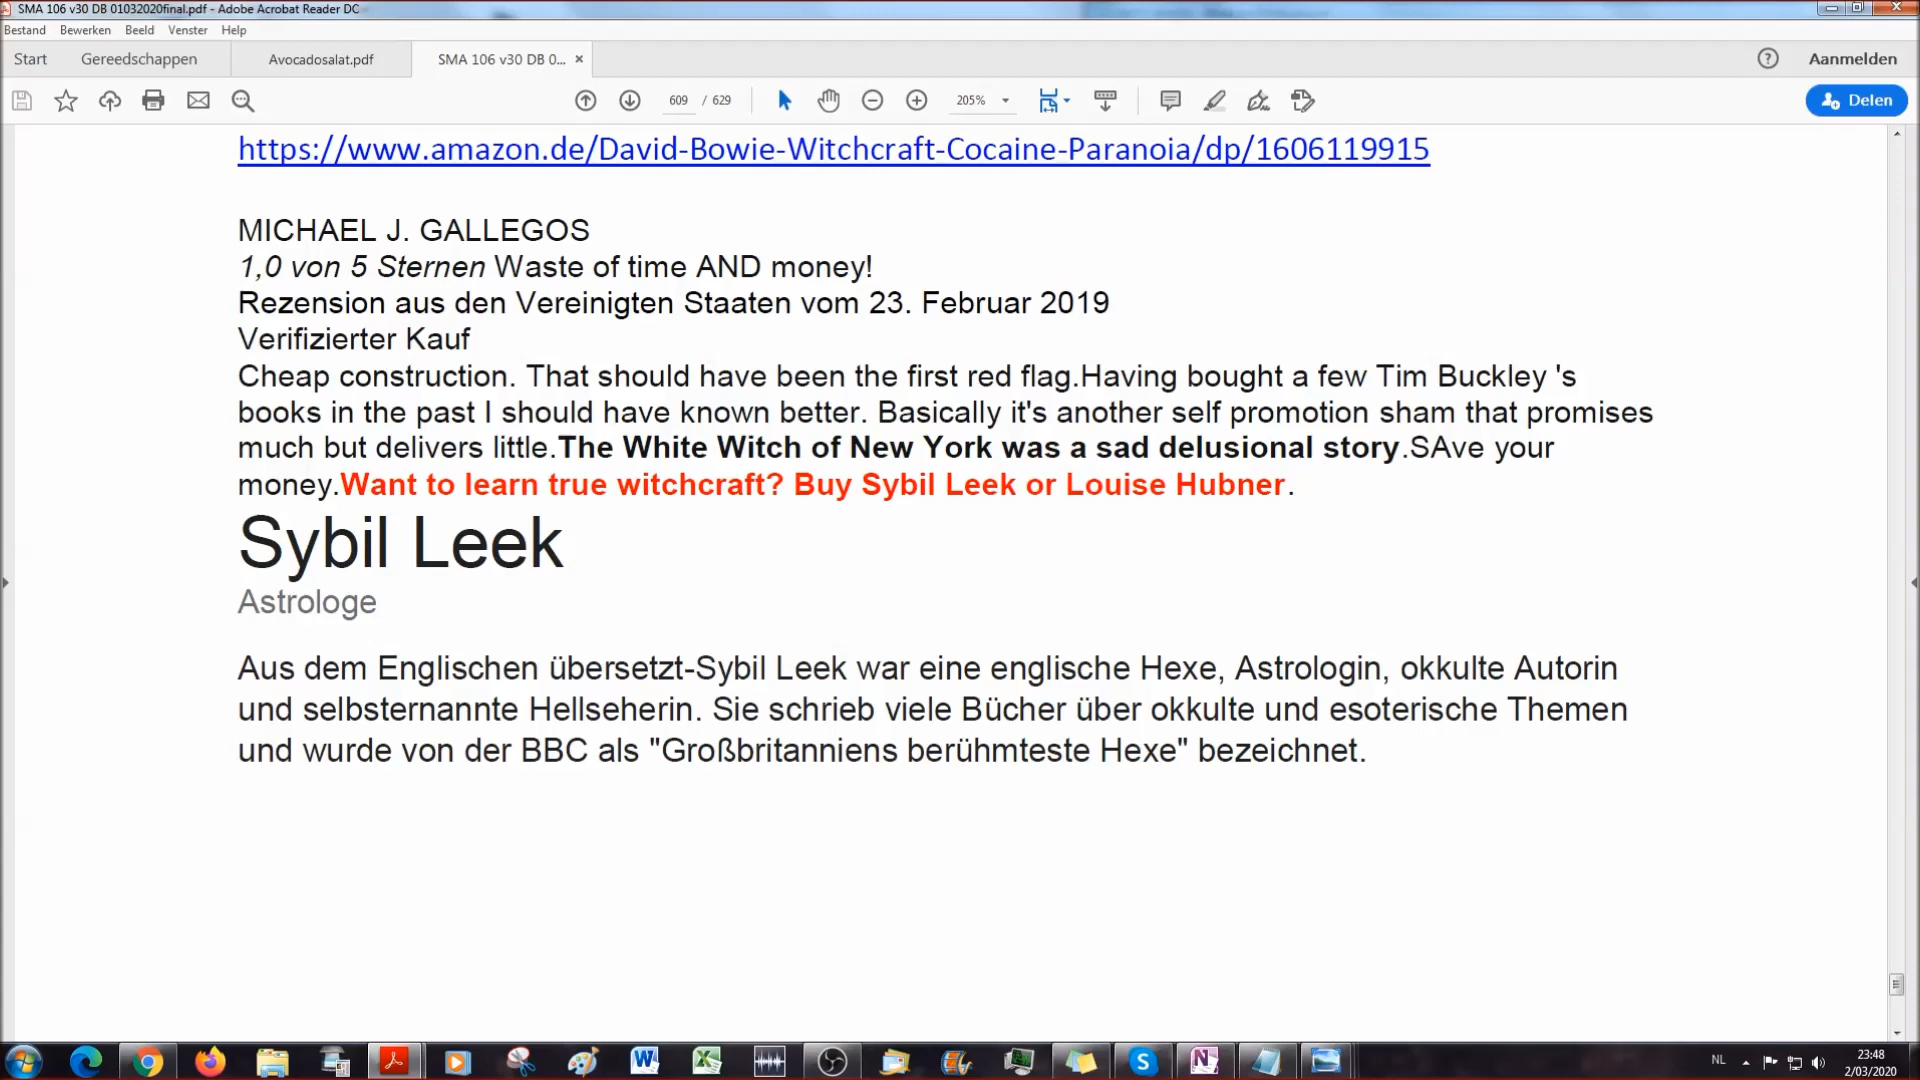 SMA 106 v30 DB 01032020final.pdf - Adobe Acrobat Reader DC
Bestand Bewerken Beeld Venster Help
Start Gereedschappen Avocadosalat.pdf SMA 106 v30 DB 0... × Aanmelden
609 / 629 205% Delen
https://www.amazon.de/David-Bowie-Witchcraft-Cocaine-Paranoia/dp/1606119915
MICHAEL J. GALLEGOS
1,0 von 5 Sternen Waste of time AND money!
Rezension aus den Vereinigten Staaten vom 23. Februar 2019
Verifizierter Kauf
Cheap construction. That should have been the first red flag.Having bought a few Tim Buckley 's
books in the past I should have known better. Basically it's another self promotion sham that promises
much but delivers little.The White Witch of New York was a sad delusional story.SAve your
money.Want to learn true witchcraft? Buy Sybil Leek or Louise Hubner.
Sybil Leek
Astrologe
Aus dem Englischen übersetzt-Sybil Leek war eine englische Hexe, Astrologin, okkulte Autorin
und selbsternannte Hellseherin. Sie schrieb viele Bücher über okkulte und esoterische Themen
und wurde von der BBC als "Großbritanniens berühmteste Hexe" bezeichnet.
NL 23:48
2/03/2020